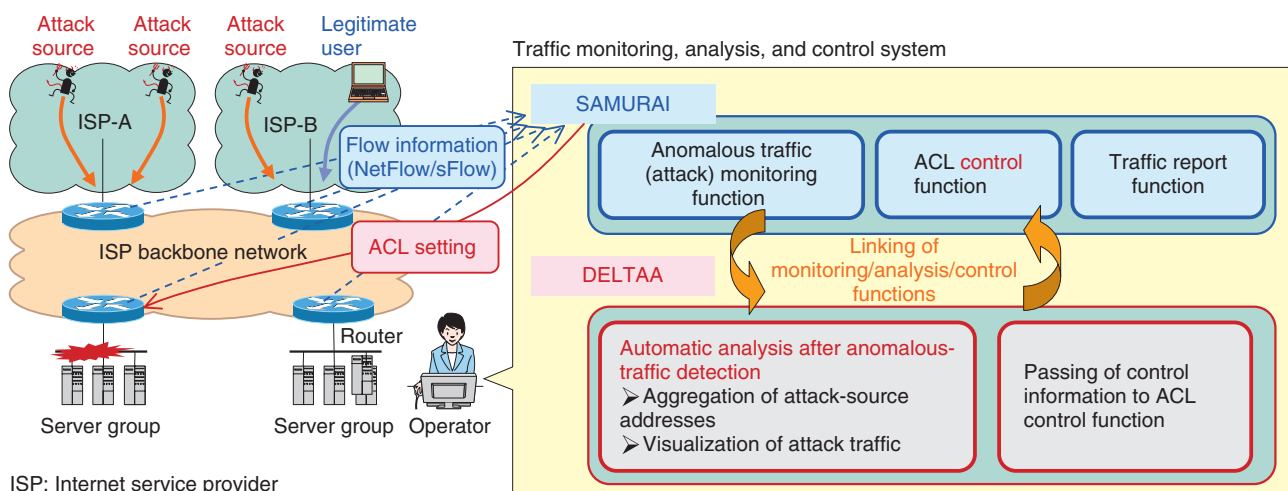 Attack
source
Attack
source
Attack
source
Legitimate
user
ISP-A
ISP-B
Flow information
(NetFlow/sFlow)
ISP backbone network
ACL setting
Router
Server group
Server group
Operator
ISP: Internet service provider
Traffic monitoring, analysis, and control system
SAMURAI
Anomalous traffic
(attack) monitoring
function
ACL control
function
Traffic report
function
Linking of
monitoring/analysis/control
functions
DELTAA
Automatic analysis after anomalous-
traffic detection
➢ Aggregation of attack-source
addresses
➢ Visualization of attack traffic
Passing of control
information to ACL
control function